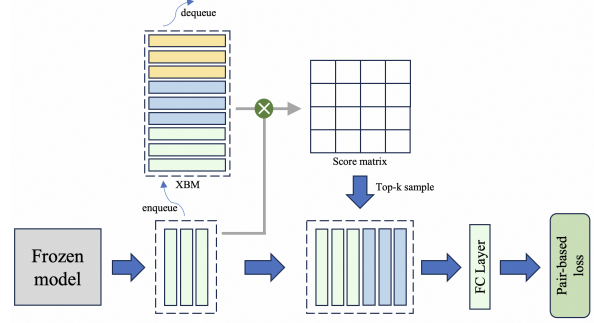 dequeue
XBM
enqueue
Score matrix
Top-k sample
Frozen
model
FC Layer
Pair-based
loss